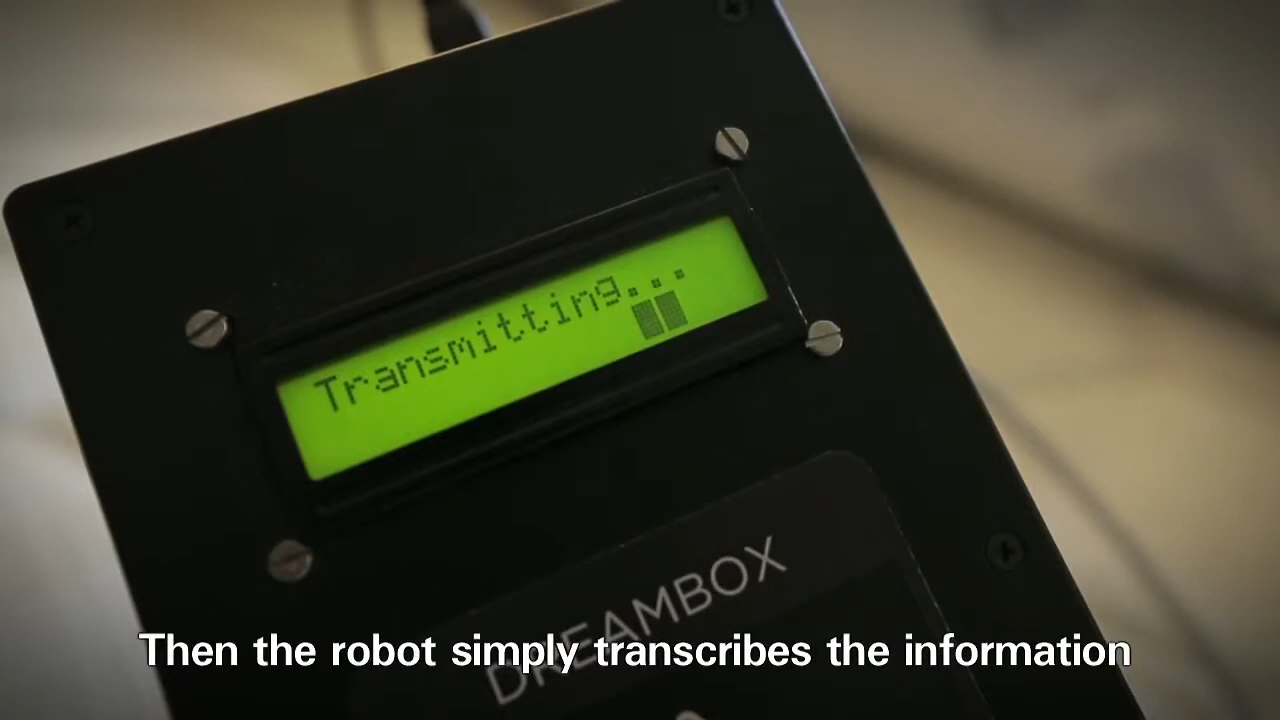 Transmitting...
DREAMBOX
Then the robot simply transcribes the information